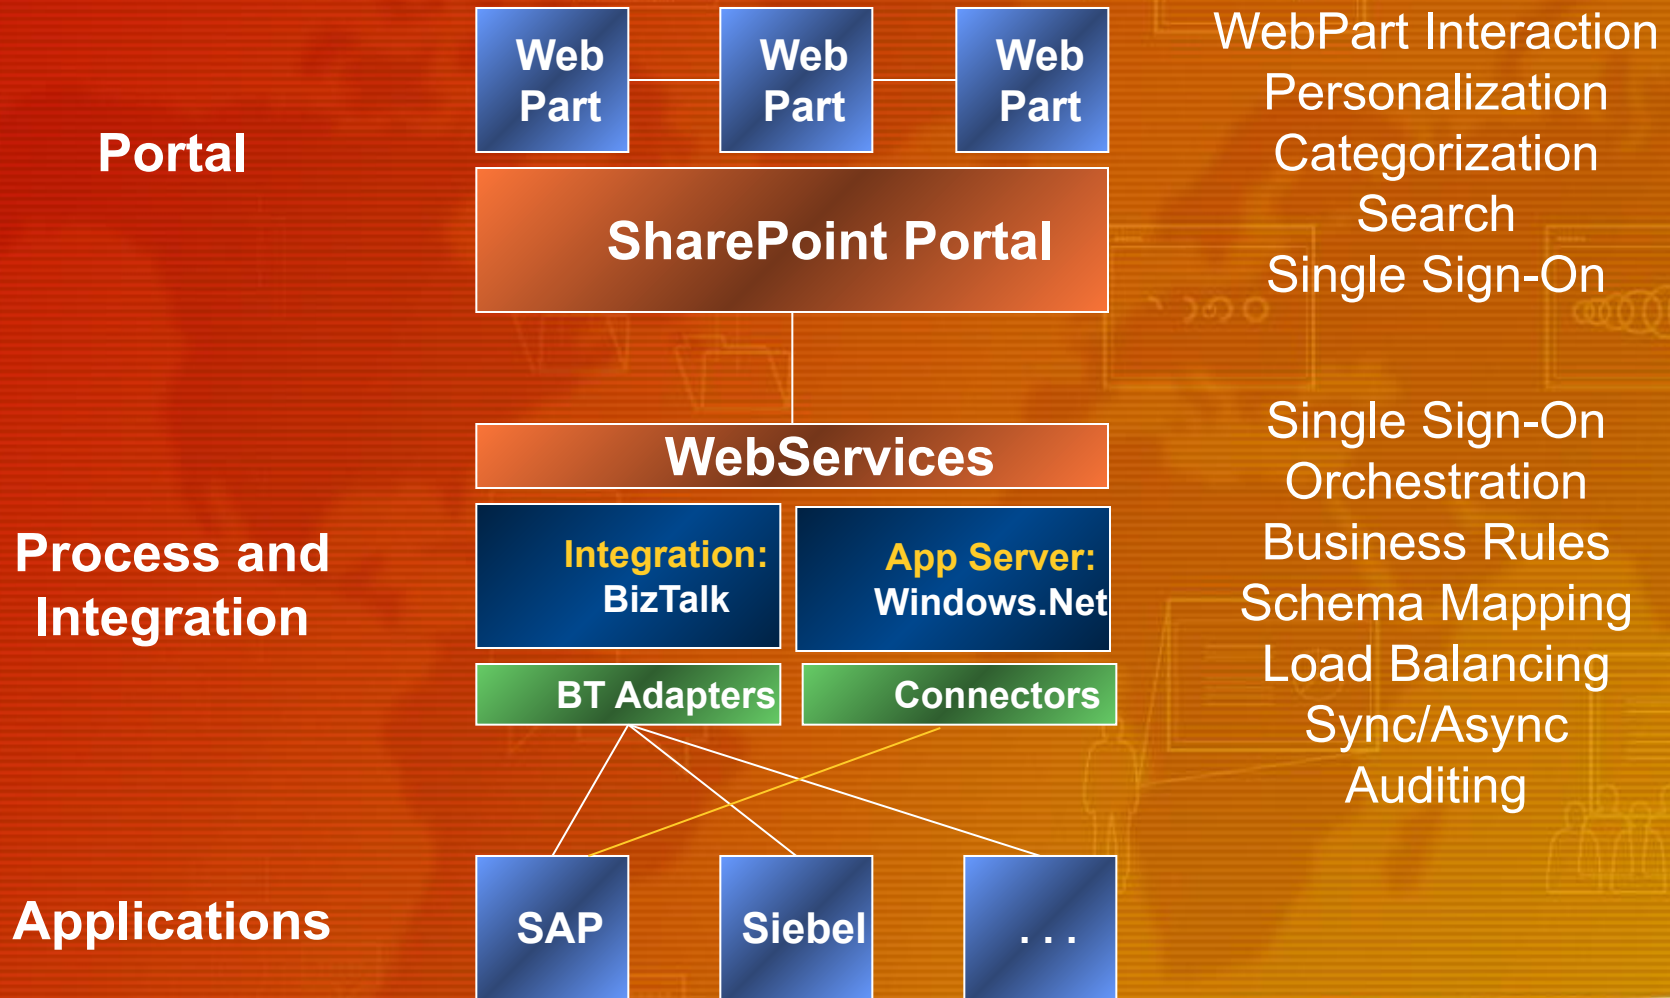 Portal
Web
Part
Web
Part
Web
Part
SharePoint Portal
WebPart Interaction
Personalization
Categorization
Search
Single Sign-On
Process and
Integration
WebServices
Integration:
BizTalk
App Server:
Windows.Net
BT Adapters
Connectors
Single Sign-On
Orchestration
Business Rules
Schema Mapping
Load Balancing
Sync/Async
Auditing
Applications
SAP
Siebel
. . .